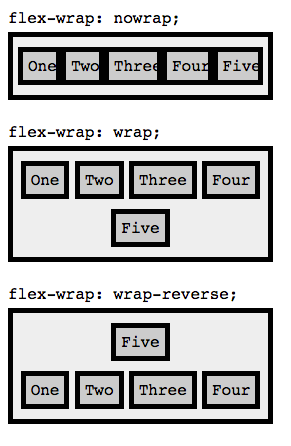 flex-wrap: nowrap;
One Two Three Four Five
flex-wrap: wrap;
One Two Three Four
Five
flex-wrap: wrap-reverse;
Five
One Two Three Four